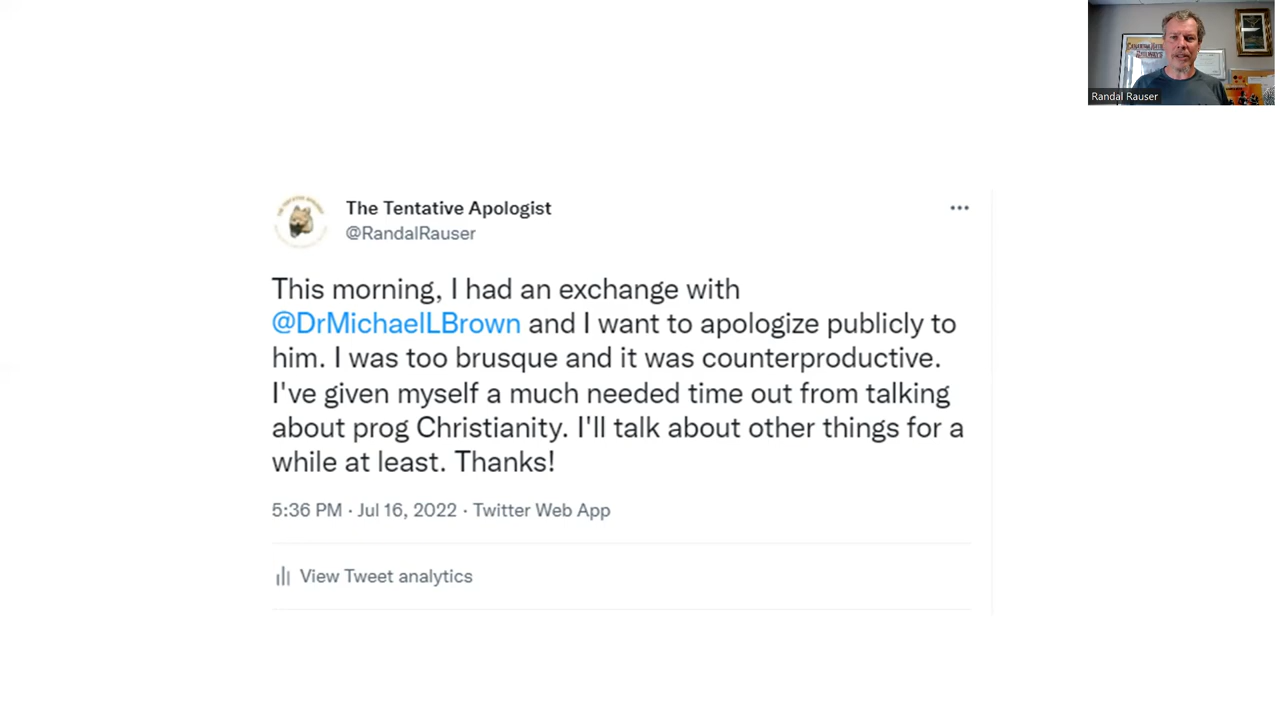 Randal Rauser
The Tentative Apologist
@RandalRauser
This morning, I had an exchange with
@DrMichaelLBrown and I want to apologize publicly to
him. I was too brusque and it was counterproductive.
I've given myself a much needed time out from talking
about prog Christianity. I'll talk about other things for a
while at least. Thanks!
5:36 PM · Jul 16, 2022 · Twitter Web App
View Tweet analytics